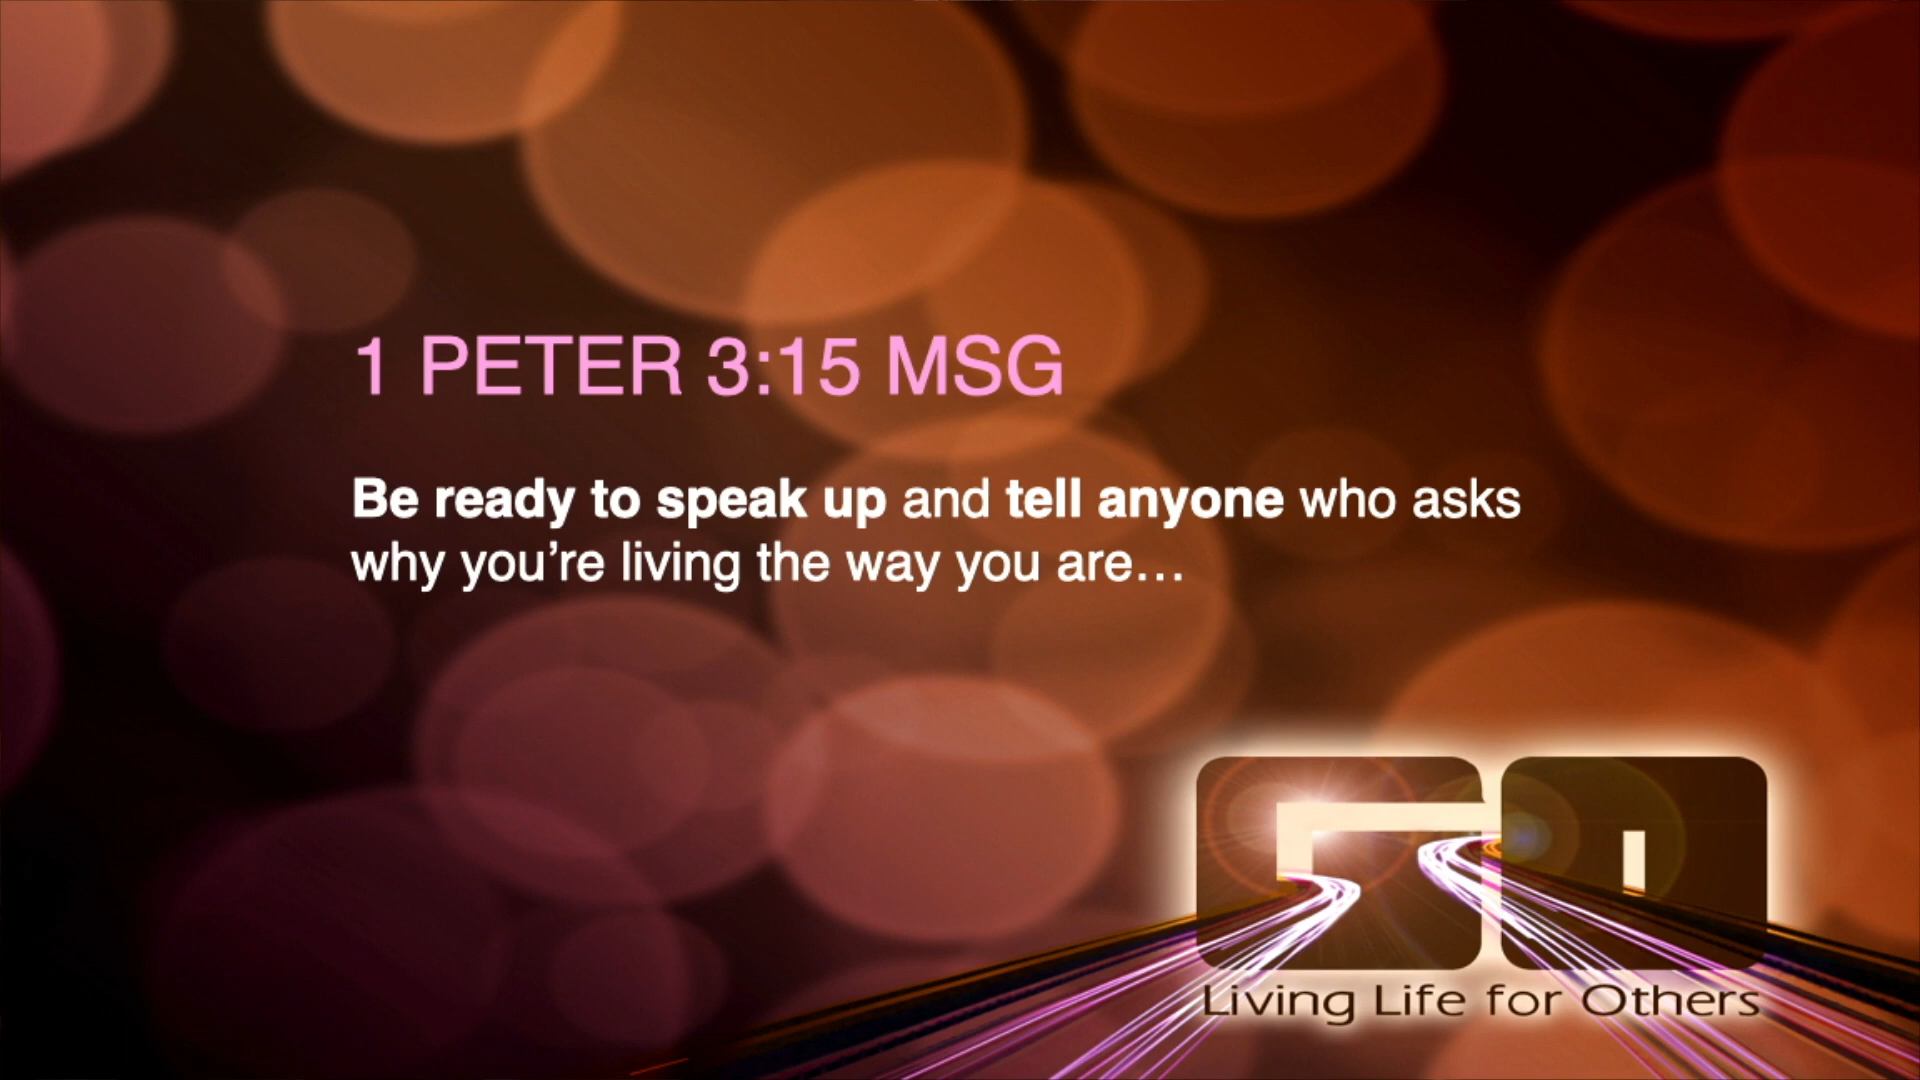 1 PETER 3:15 MSG
Be ready to speak up and tell anyone who asks
why you’re living the way you are…
Living Life for Others